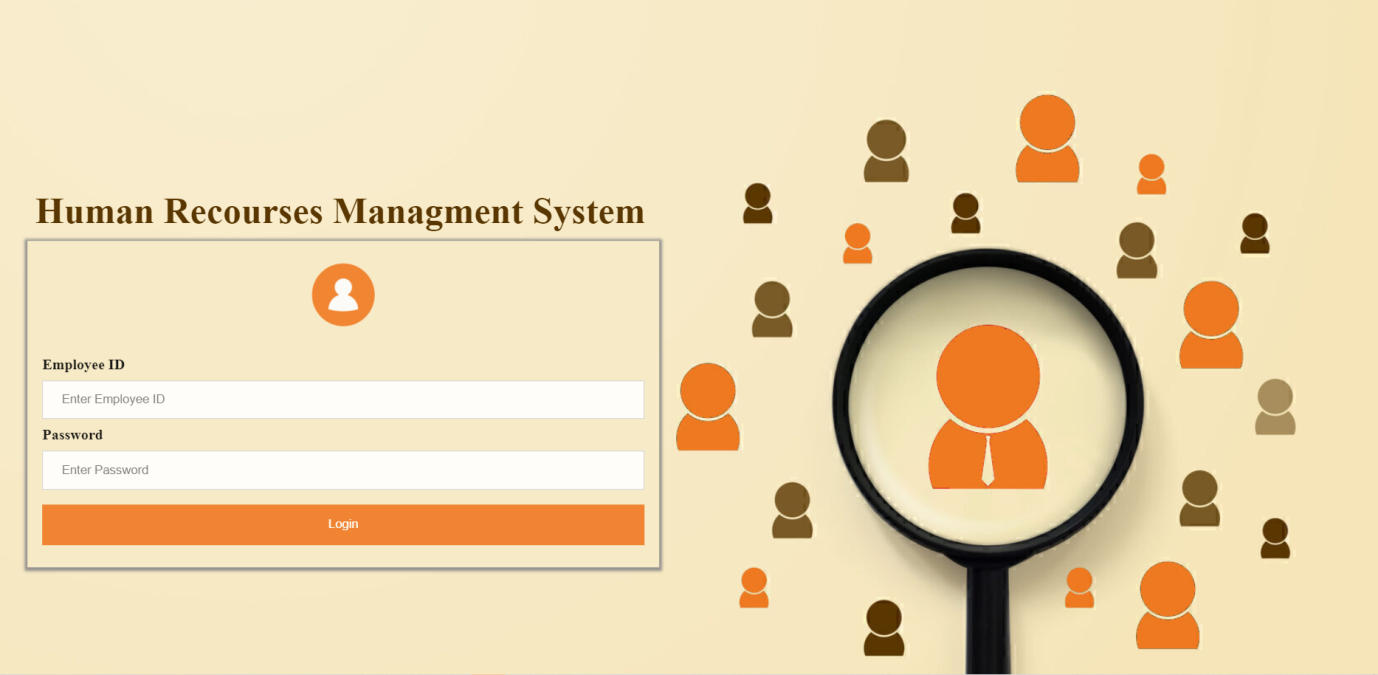 Human Recourses Managment System
Employee ID
Enter Employee ID
Password
Enter Password
Login